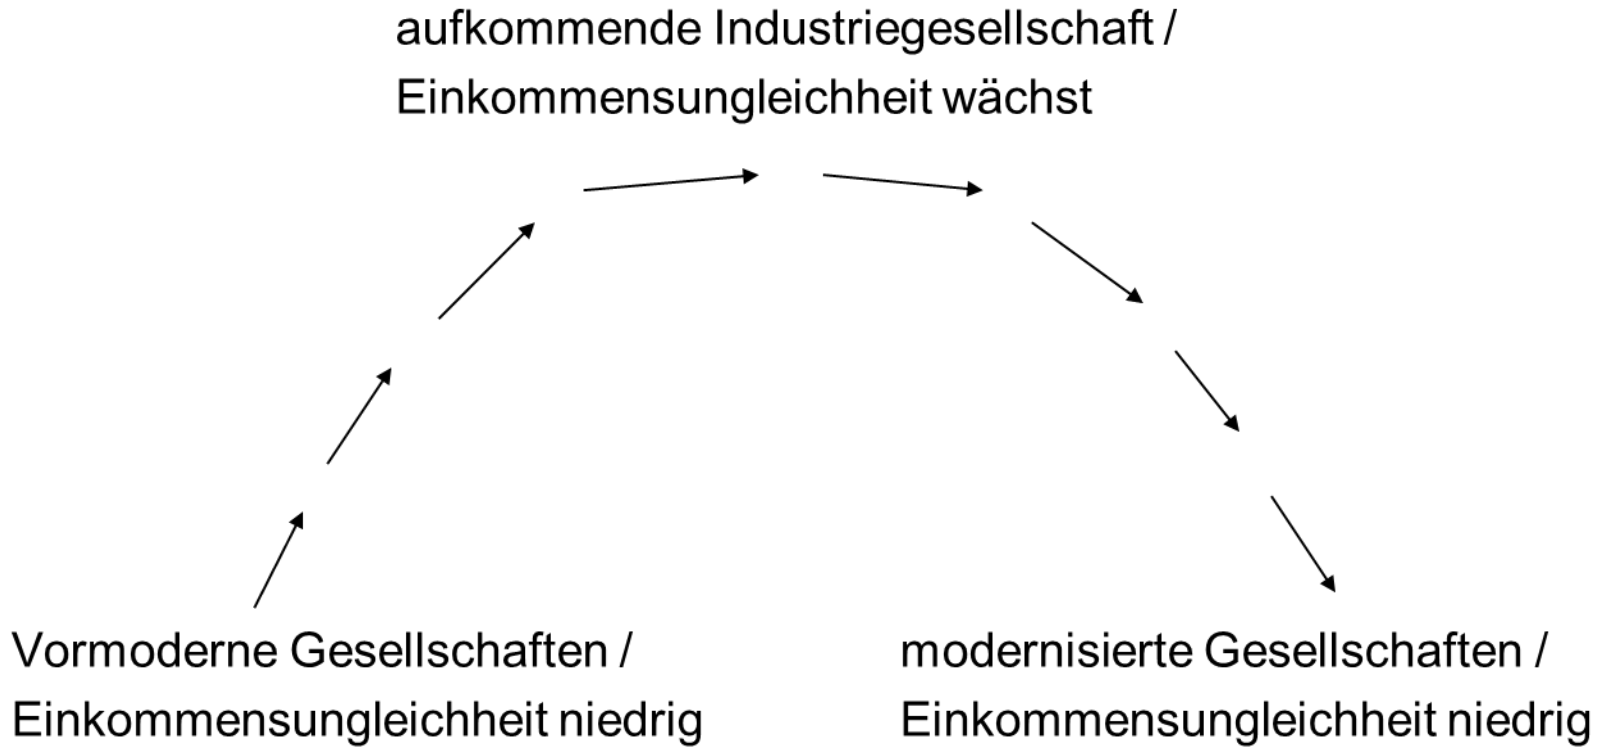 aufkommende Industriegesellschaft /
Einkommensungleichheit wächst
Vormoderne Gesellschaften /
Einkommensungleichheit niedrig
modernisierte Gesellschaften /
Einkommensungleichheit niedrig